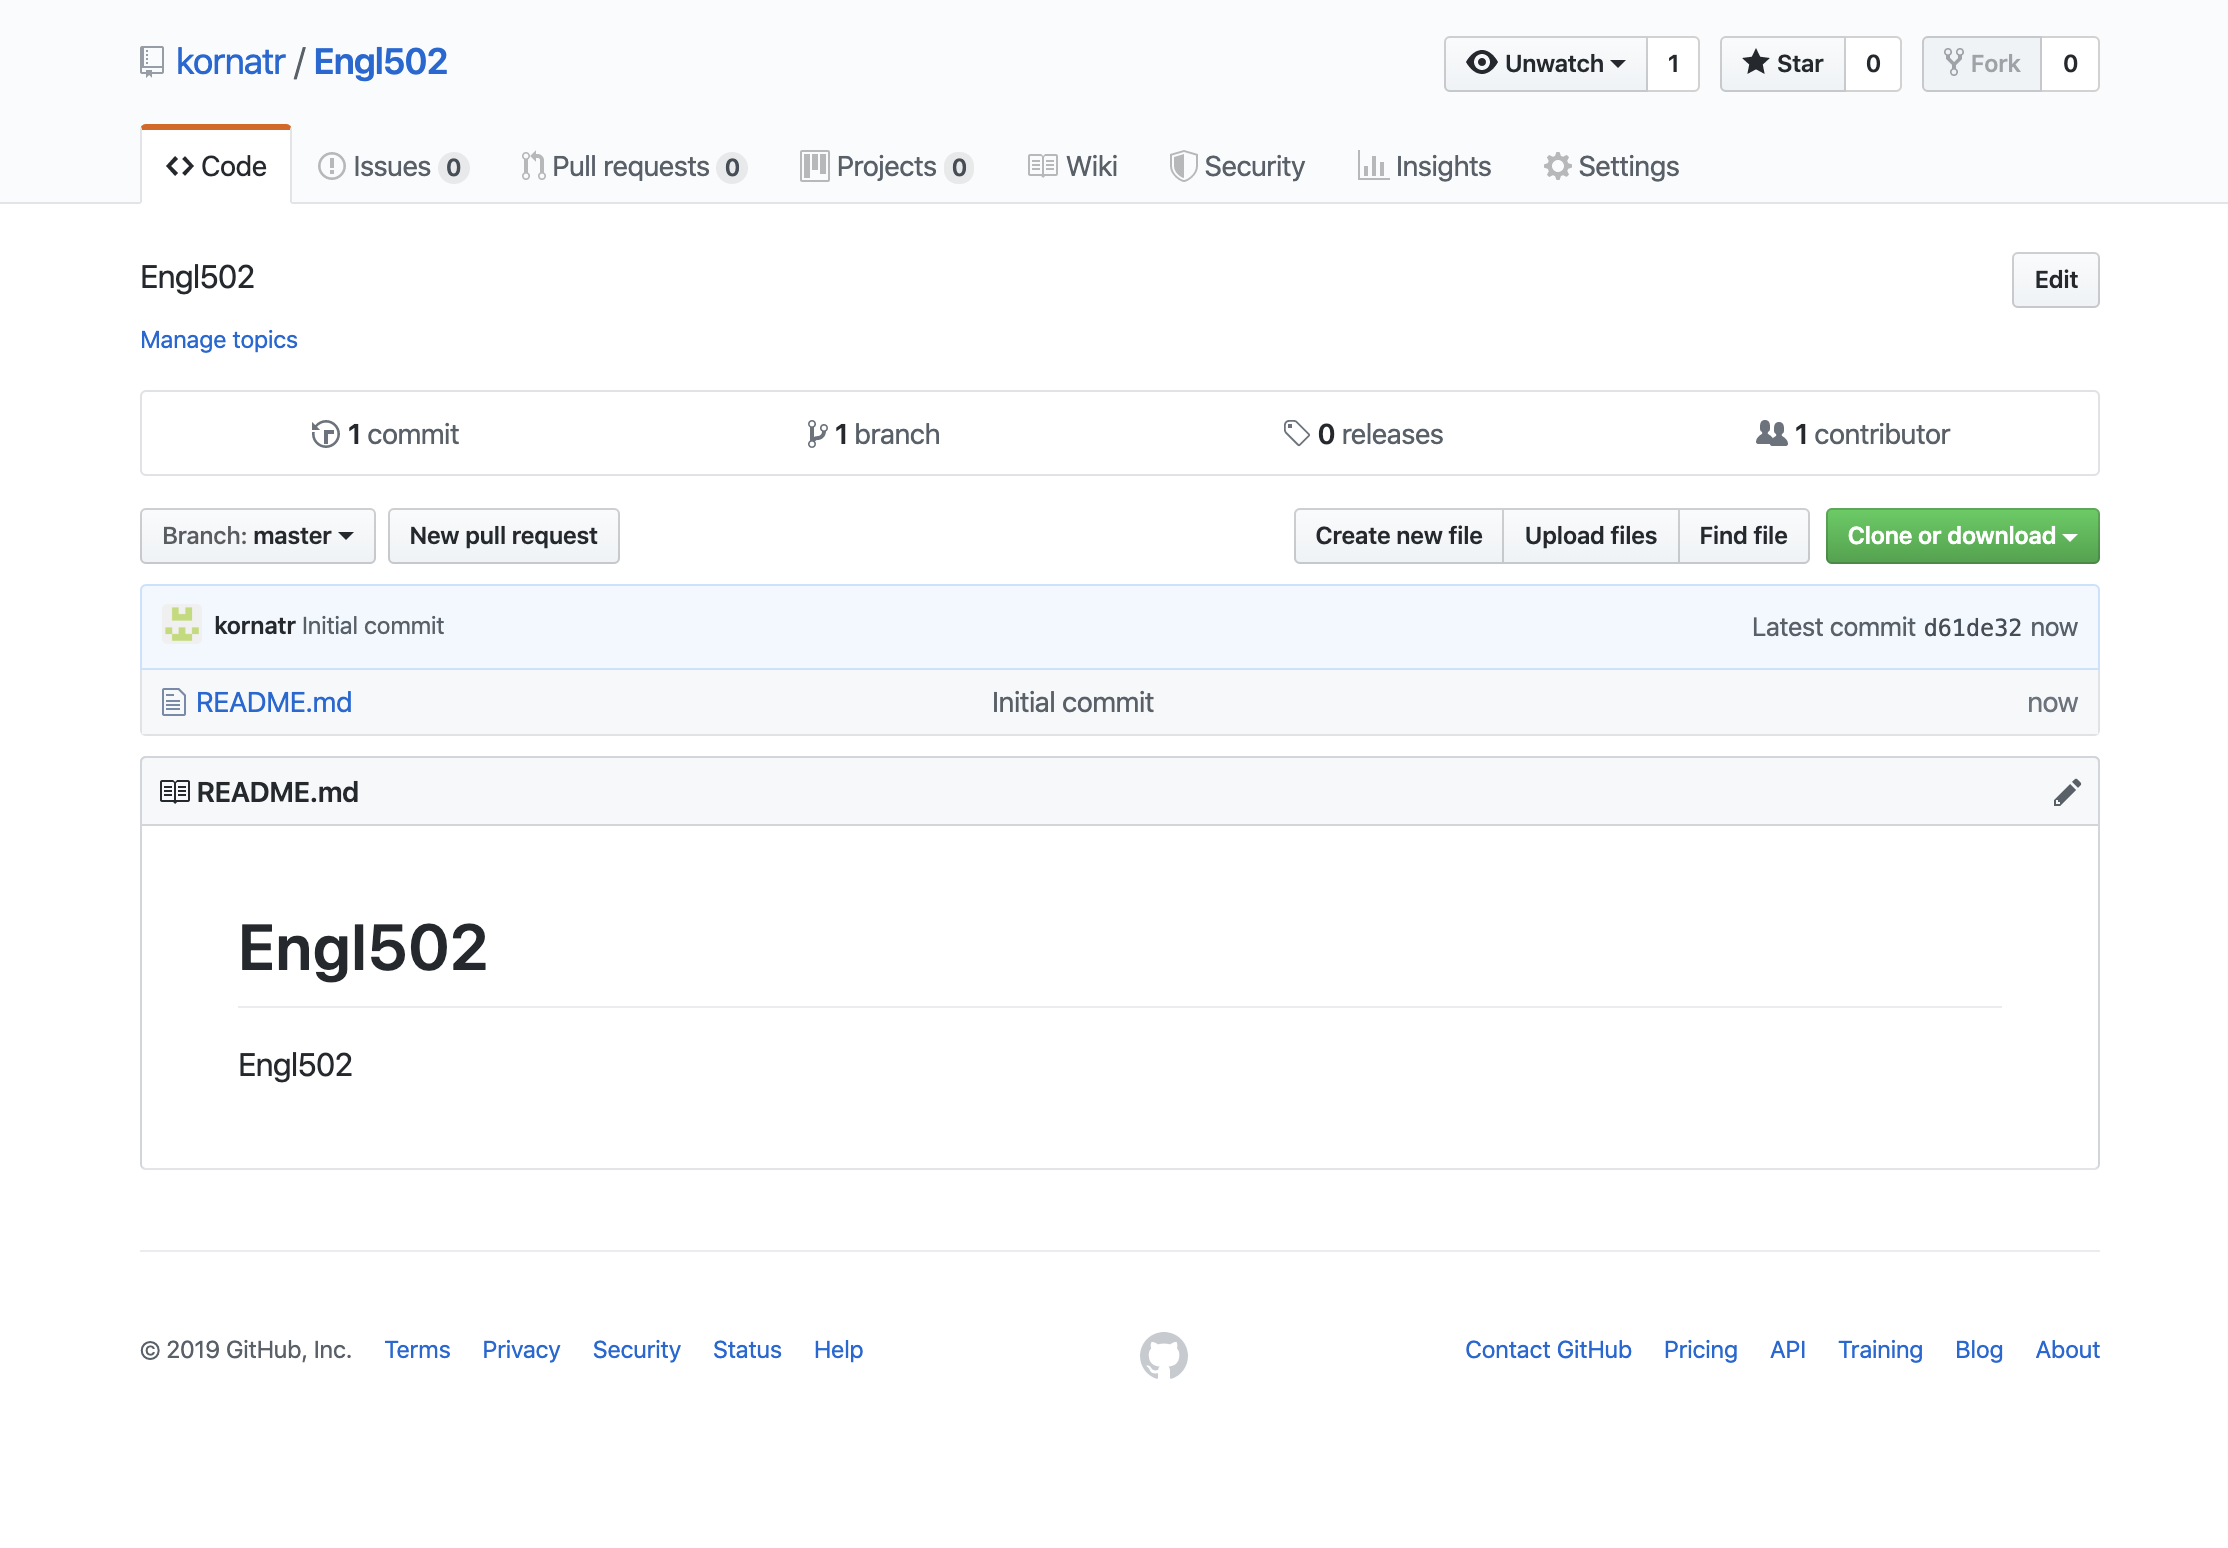 kornatr / Engl502
Unwatch 1 Star 0 Fork 0
Code Issues 0 Pull requests 0 Projects 0 Wiki Security Insights Settings
Engl502
Edit
Manage topics
1 commit 1 branch 0 releases 1 contributor
Branch: master New pull request Create new file Upload files Find file Clone or download
kornatr Initial commit Latest commit d61de32 now
README.md Initial commit now
README.md
Engl502
Engl502
© 2019 GitHub, Inc. Terms Privacy Security Status Help Contact GitHub Pricing API Training Blog About